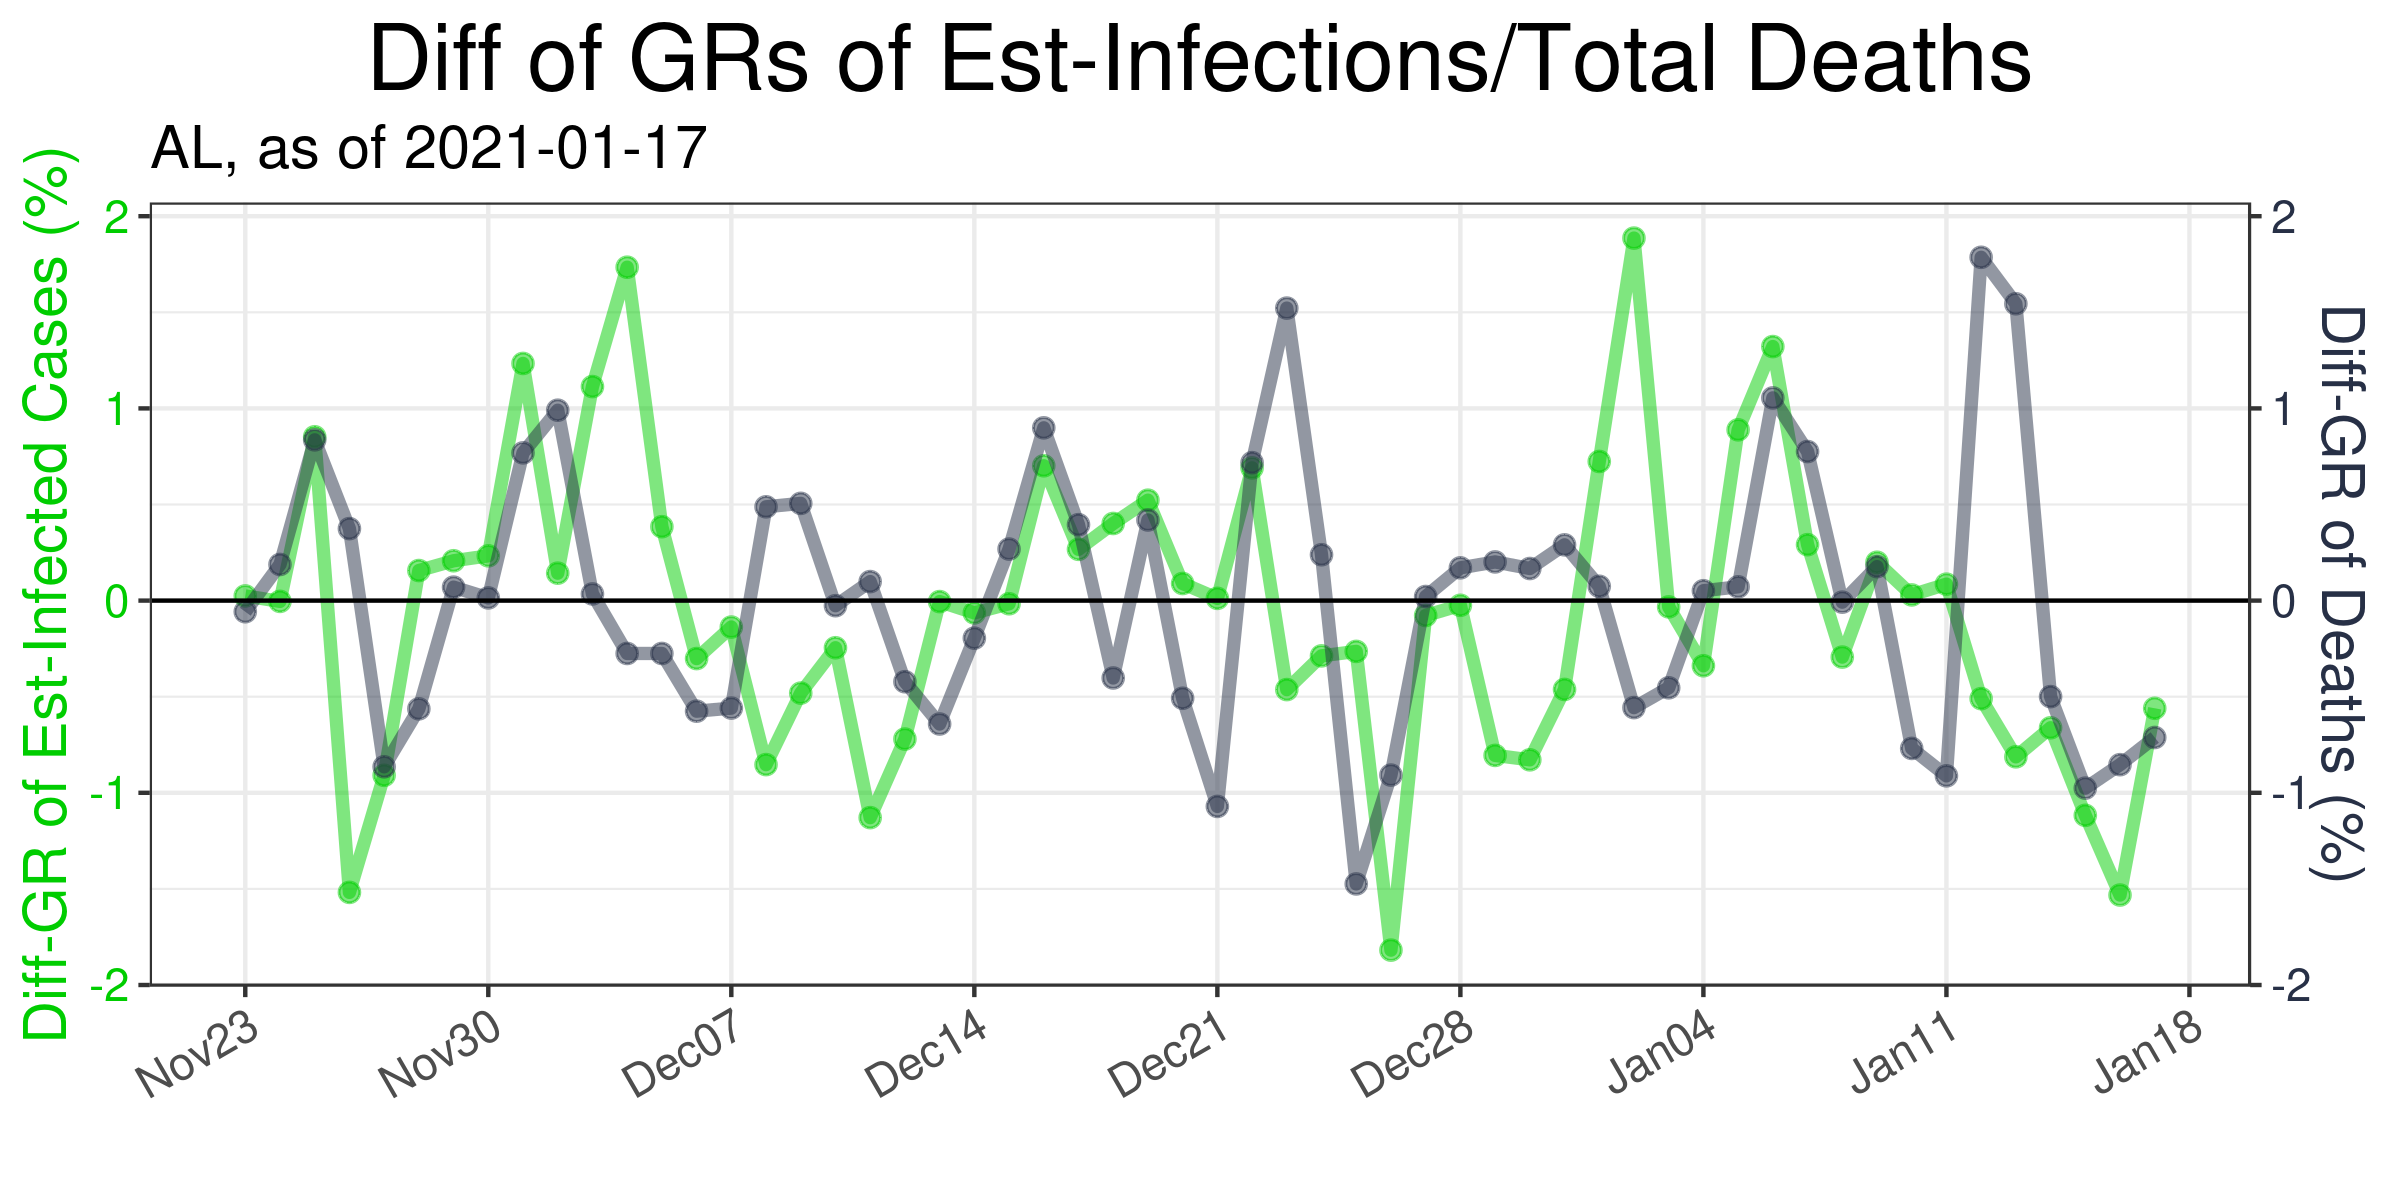 Diff of GRs of Est-Infections/Total Deaths
AL, as of 2021-01-17
Diff-GR of Est-Infected Cases (%)
2
1
0
-1
-2
2
1
0
-1
-2
Diff-GR of Deaths (%)
Nov23
Nov30
Dec07
Dec14
Dec21
Dec28
Jan04
Jan11
Jan18